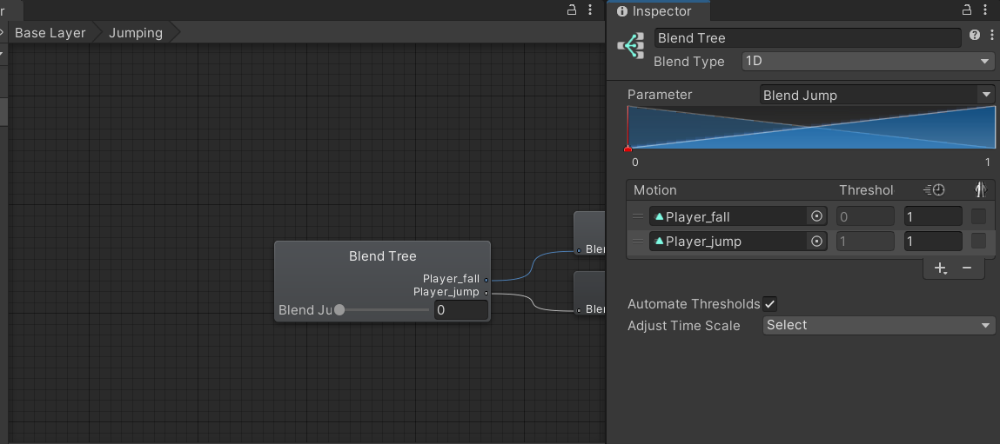 r
Base Layer
Jumping
Blend Tree
Player_fall
Player_jump
Blend Ju
0
Blen
Blen
Inspector
Blend Tree
Blend Type
1D
Parameter
Blend Jump
0
1
Motion
Threshol
Player_fall
0
1
Player_jump
1
1
Automate Thresholds
Adjust Time Scale
Select